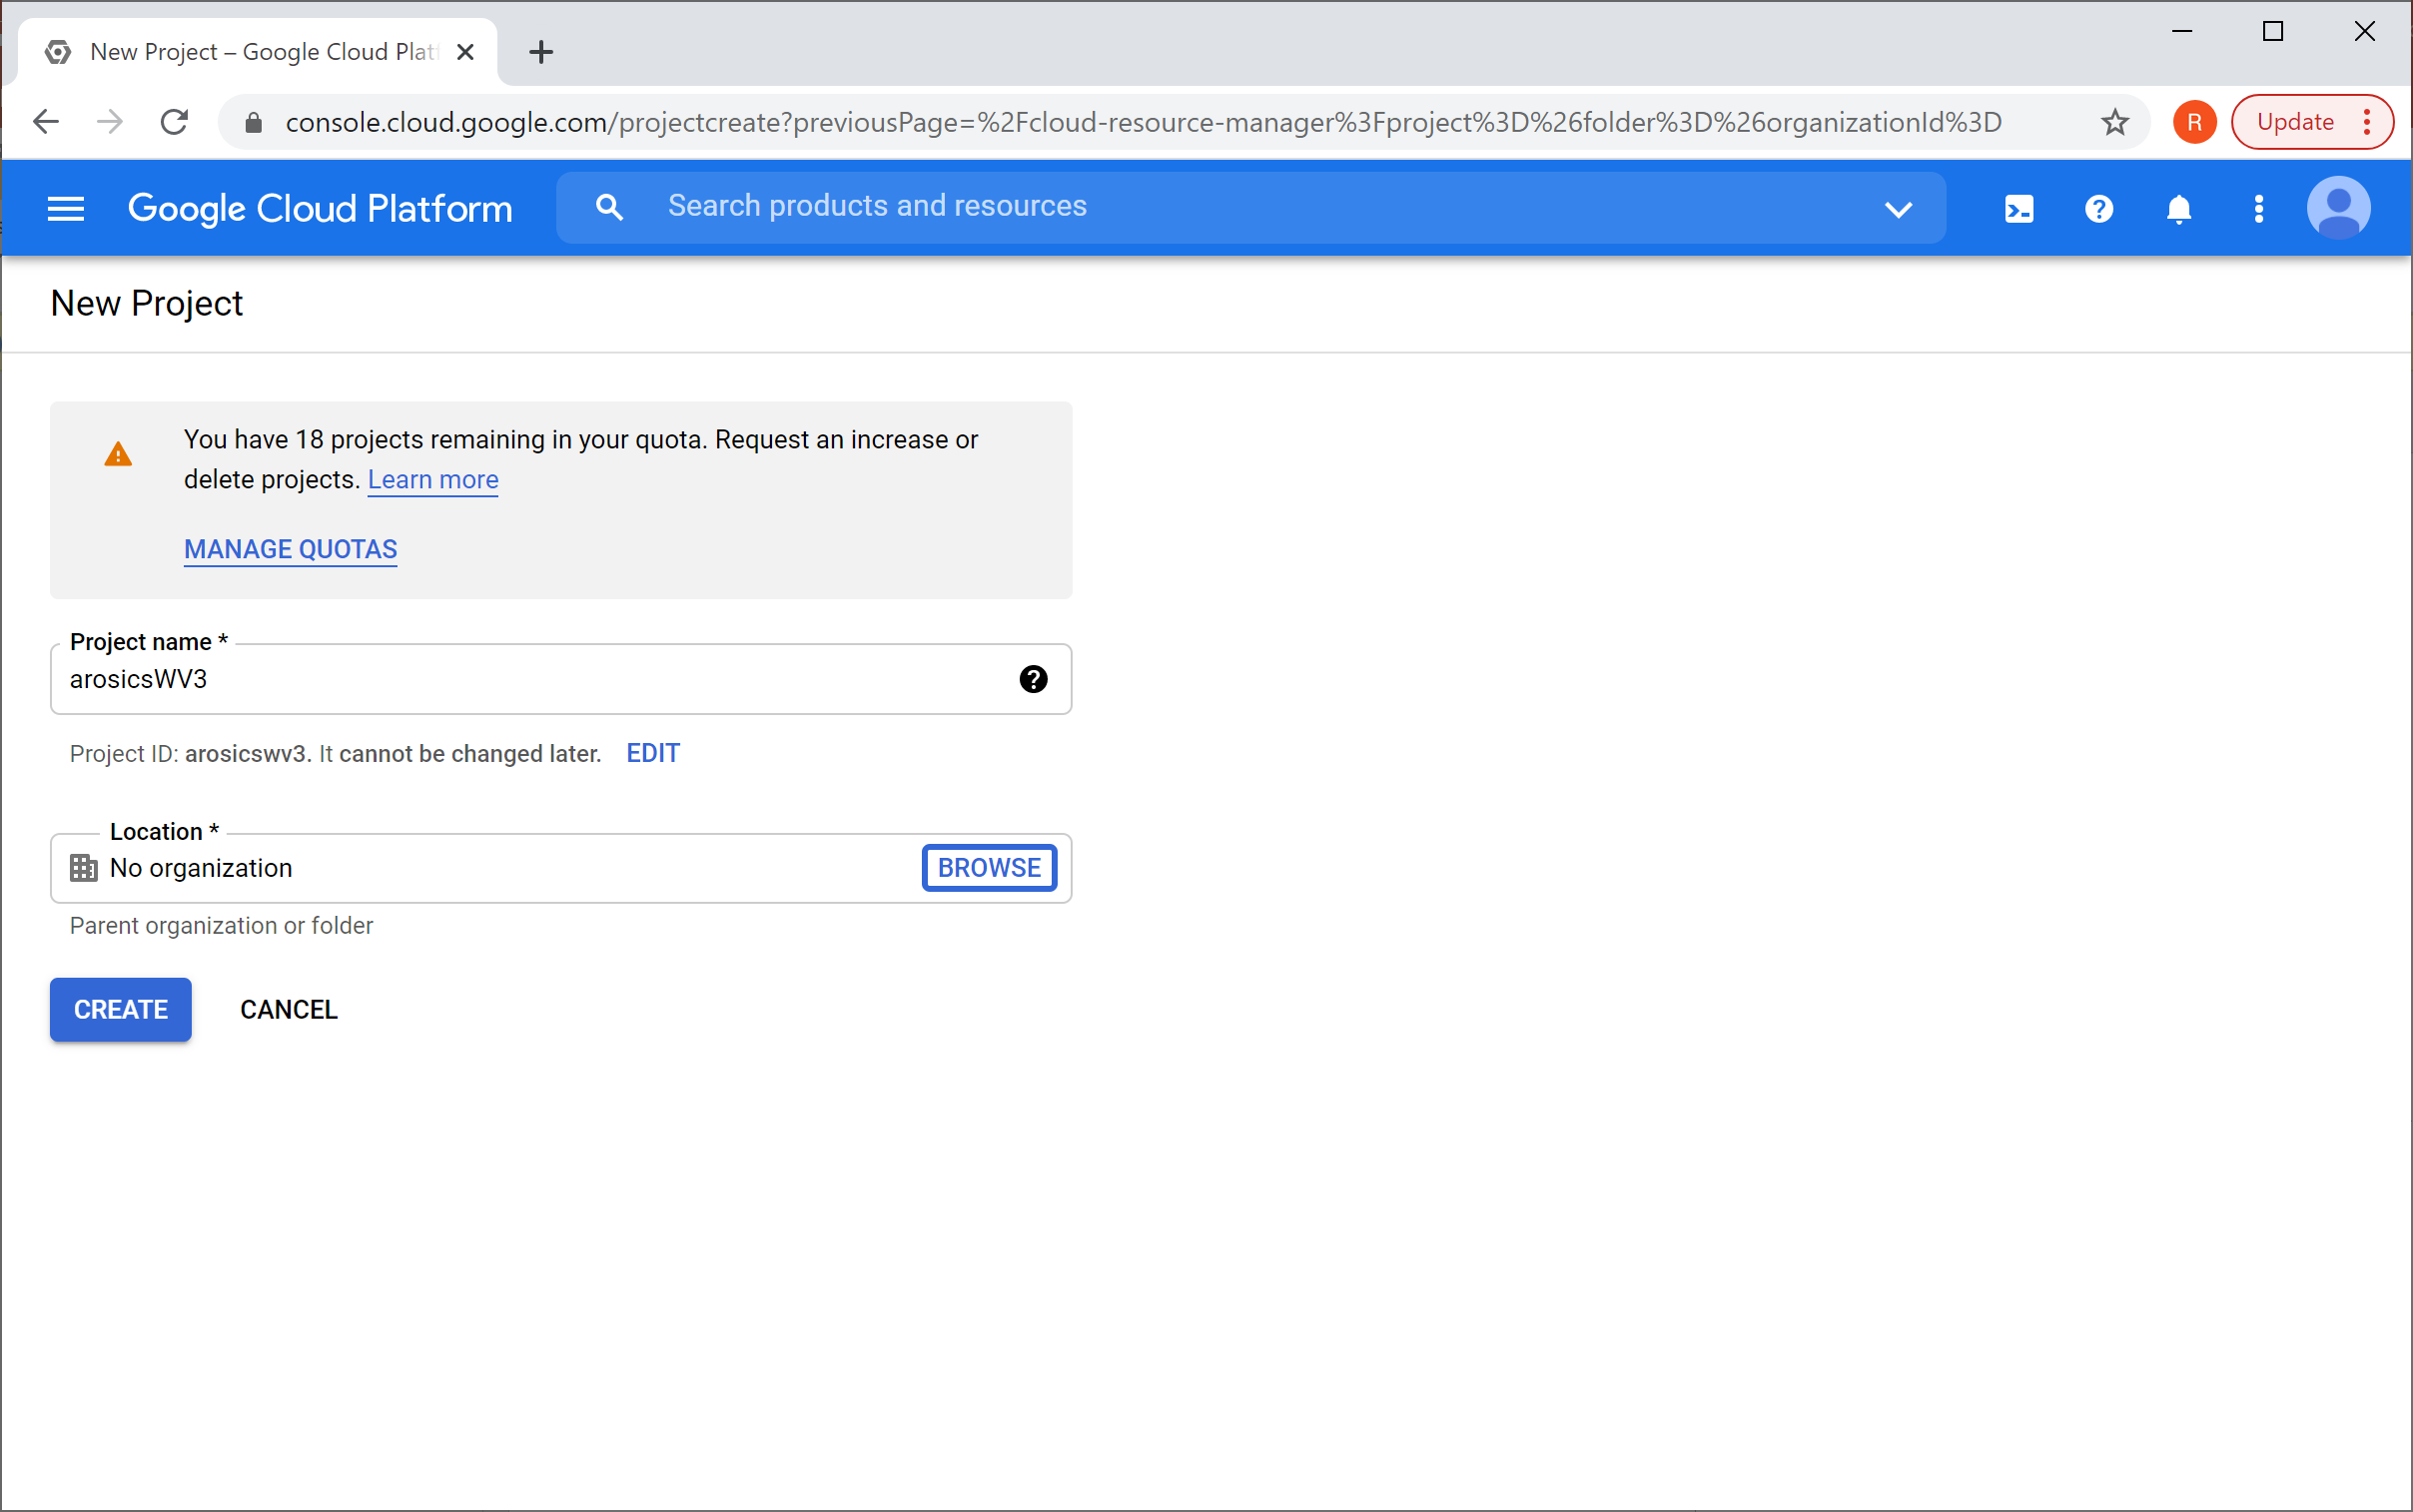 New Project – Google Cloud Plat
console.cloud.google.com/projectcreate?previousPage=%2Fcloud-resource-manager%3Fproject%3D%26folder%3D%26organizationId%3D
R
Update
Google Cloud Platform
Search products and resources
New Project
You have 18 projects remaining in your quota. Request an increase or
delete projects. Learn more
MANAGE QUOTAS
Project name *
arosicsWV3
Project ID: arosicswv3. It cannot be changed later. EDIT
Location *
No organization
BROWSE
Parent organization or folder
CREATE
CANCEL